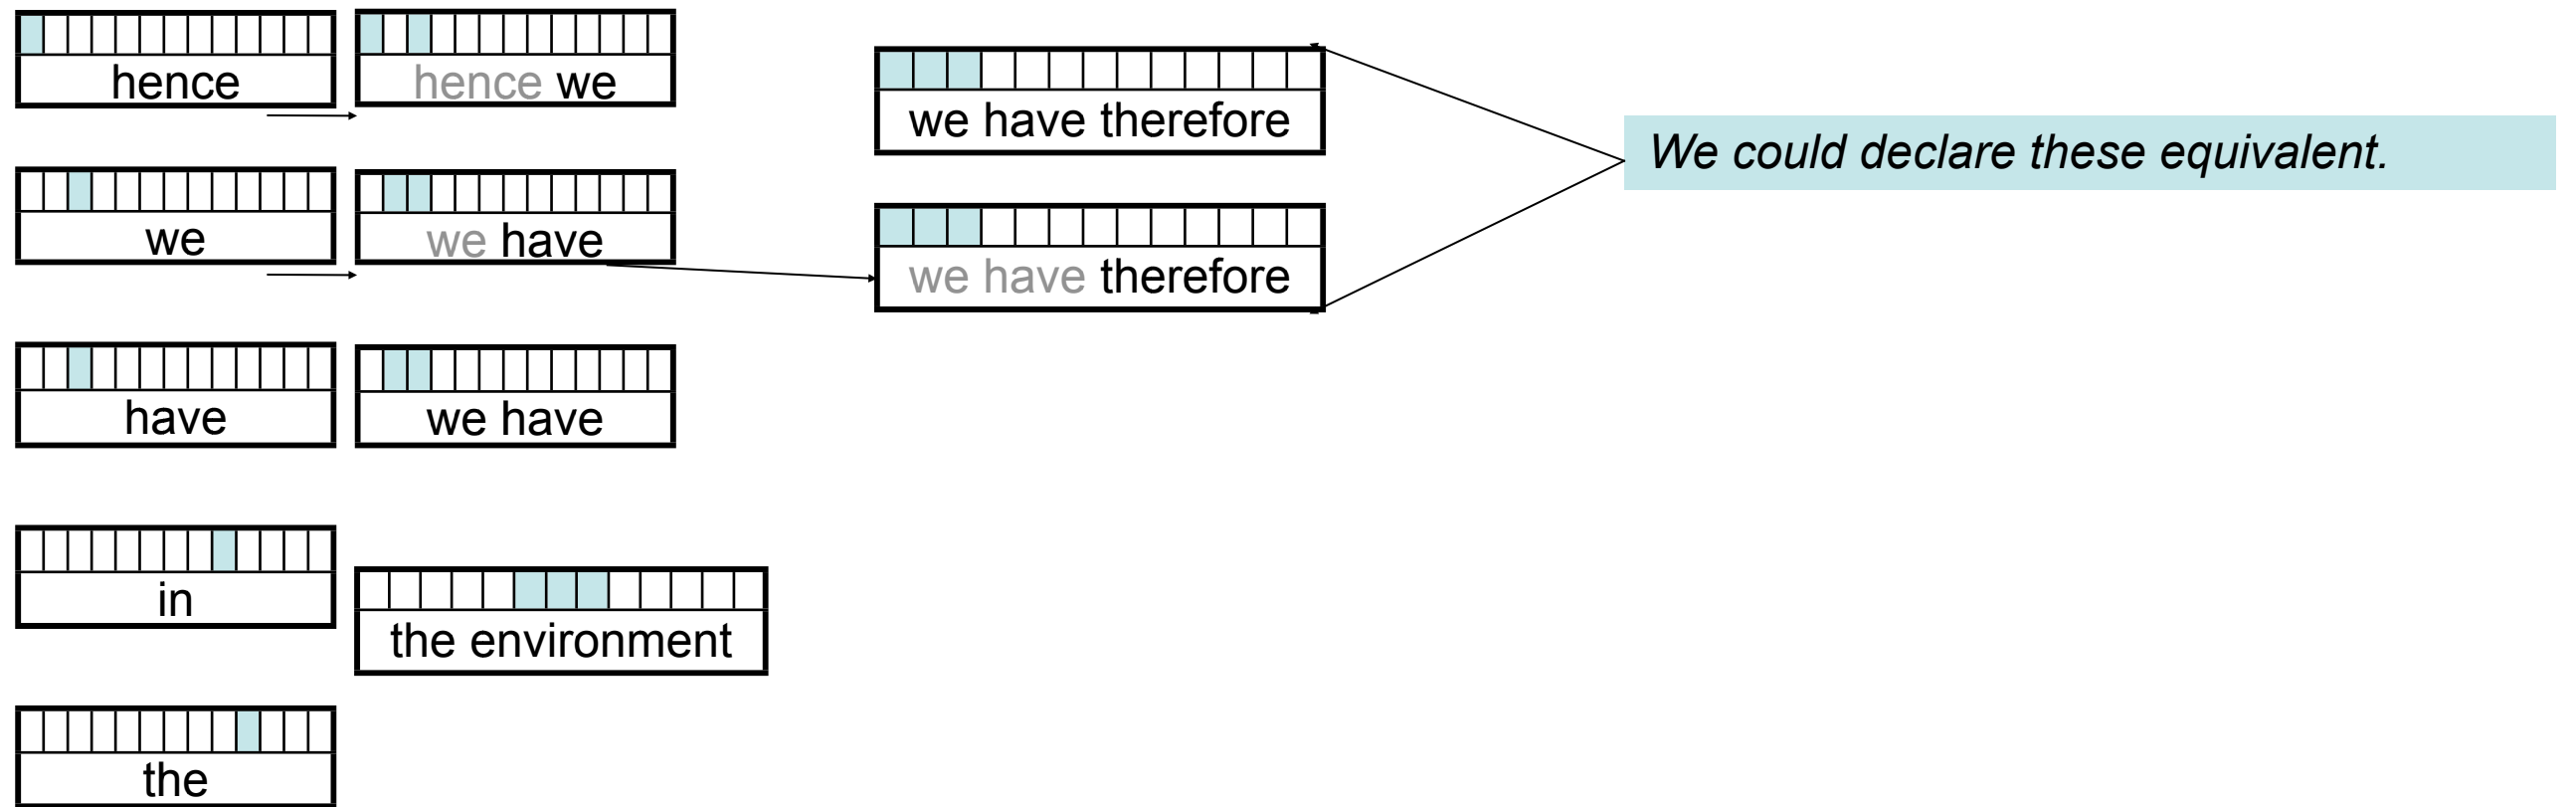 hence
hence we
we have therefore
We could declare these equivalent.
we
we have
we have therefore
have
we have
in
the environment
the